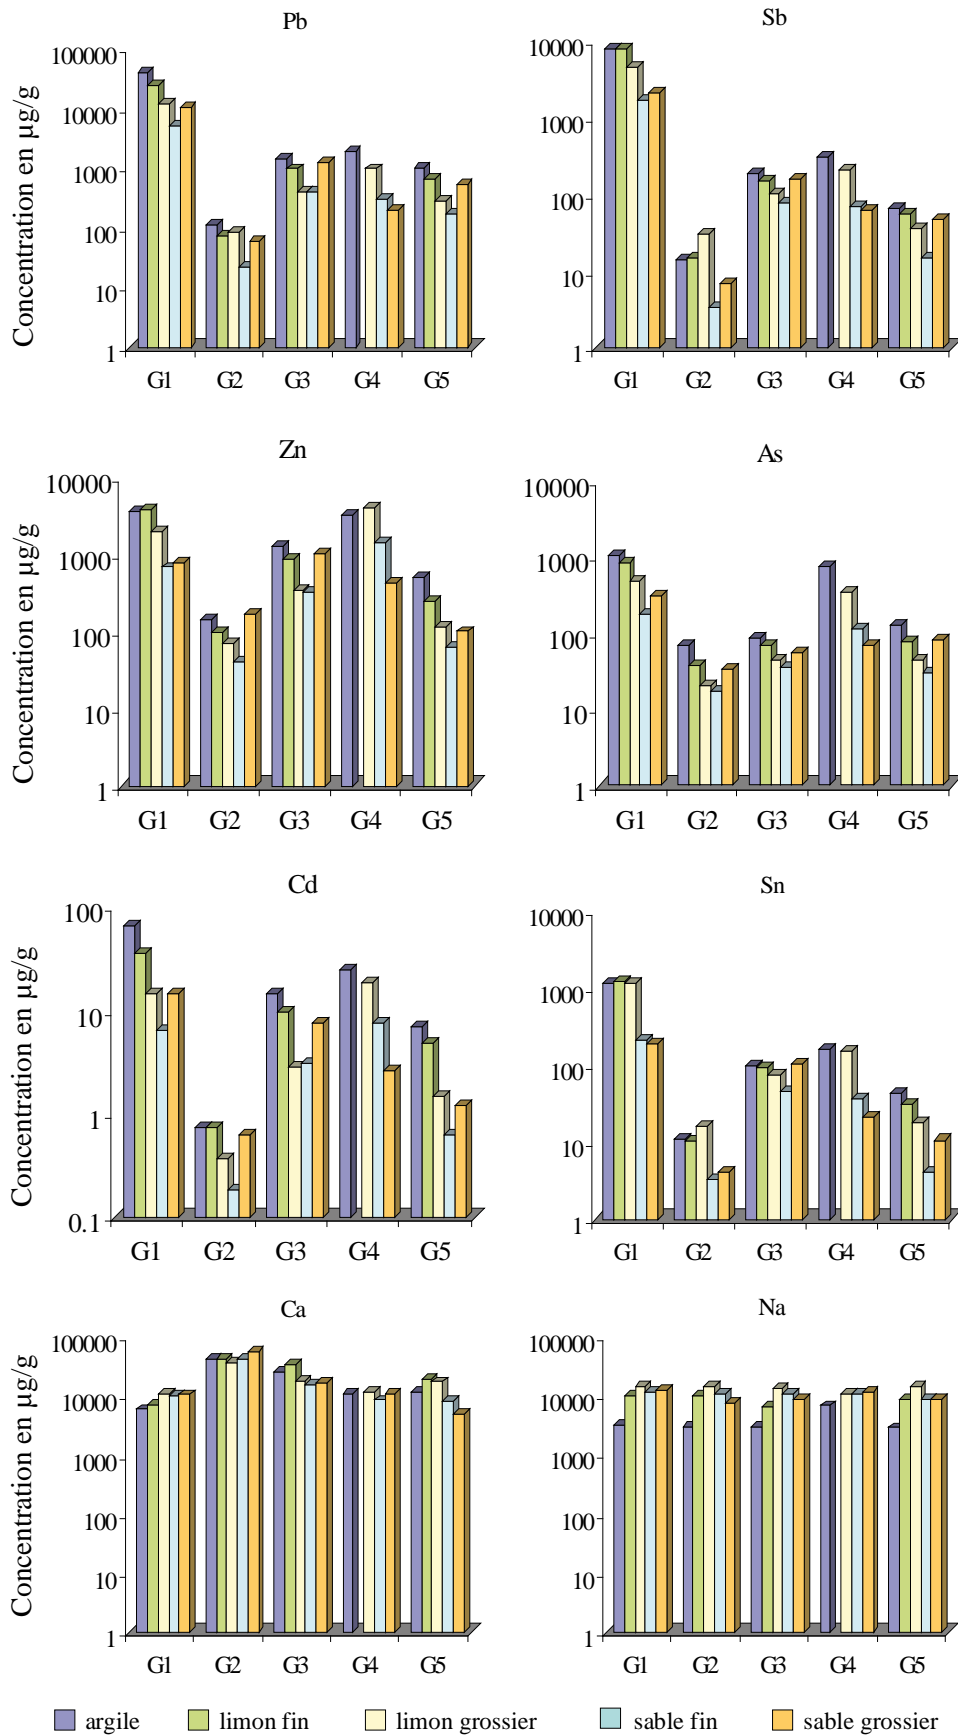 Pb
Concentration en µg/g
100000
10000
1000
100
10
1
G1 G2 G3 G4 G5
Sb
10000
1000
100
10
1
G1 G2 G3 G4 G5
Zn
Concentration en µg/g
10000
1000
100
10
1
G1 G2 G3 G4 G5
As
10000
1000
100
10
1
G1 G2 G3 G4 G5
Cd
Concentration en µg/g
100
10
1
0.1
G1 G2 G3 G4 G5
Sn
10000
1000
100
10
1
G1 G2 G3 G4 G5
Ca
Concentration en µg/g
100000
10000
1000
100
10
1
G1 G2 G3 G4 G5
Na
100000
10000
1000
100
10
1
G1 G2 G3 G4 G5
argile limon fin limon grossier sable fin sable grossier